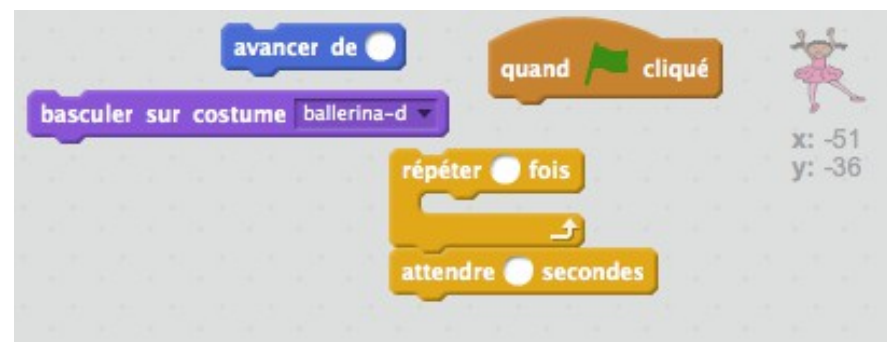 avancer de
quand cliqué
basculer sur costume ballerina-d
répéter fois
attendre secondes
x: -51
y: -36